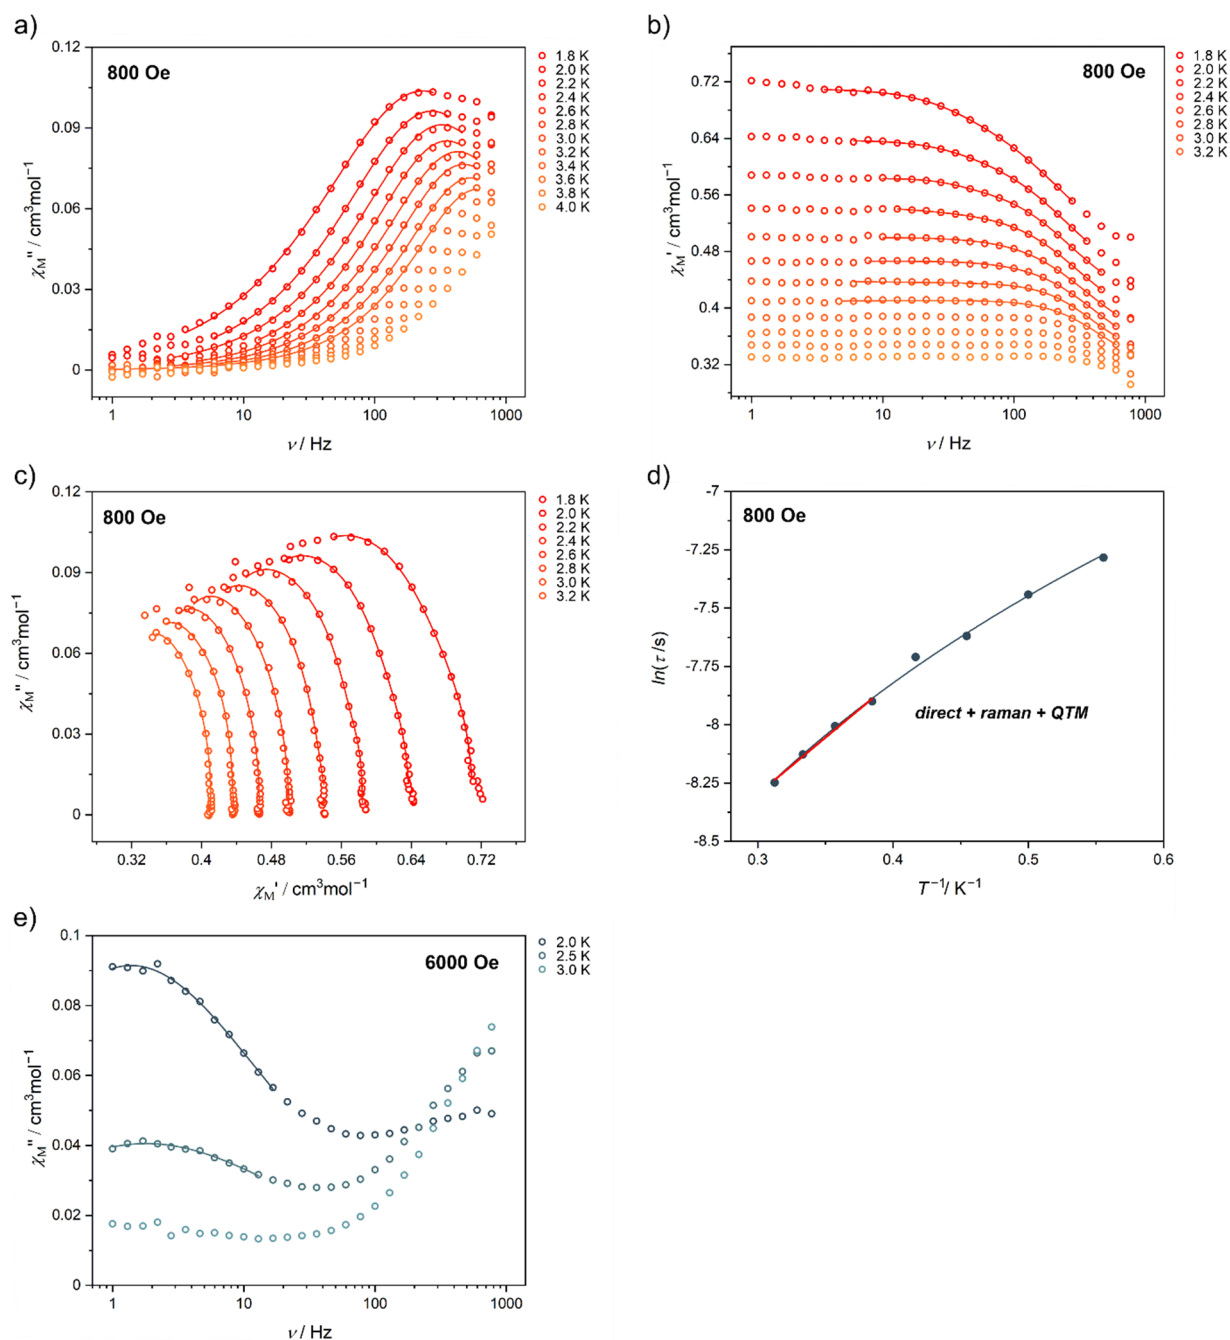 a)
800 Oe
0.12
0.09
0.06
0.03
0
1
10
100
1000
χM'' / cm³mol⁻¹
ν / Hz
1.8 K
2.0 K
2.2 K
2.4 K
2.6 K
2.8 K
3.0 K
3.2 K
3.4 K
3.6 K
3.8 K
4.0 K
b)
800 Oe
0.72
0.64
0.56
0.48
0.4
0.32
1
10
100
1000
χM' / cm³mol⁻¹
ν / Hz
1.8 K
2.0 K
2.2 K
2.4 K
2.6 K
2.8 K
3.0 K
3.2 K
c)
800 Oe
0.12
0.09
0.06
0.03
0
0.32
0.4
0.48
0.56
0.64
0.72
χM'' / cm³mol⁻¹
χM' / cm³mol⁻¹
1.8 K
2.0 K
2.2 K
2.4 K
2.6 K
2.8 K
3.0 K
3.2 K
d)
800 Oe
-7
-7.25
-7.5
-7.75
-8
-8.25
-8.5
0.3
0.4
0.5
0.6
ln(τ /s)
T⁻¹/ K⁻¹
direct + raman + QTM
e)
6000 Oe
0.1
0.08
0.06
0.04
0.02
0
1
10
100
1000
χM'' / cm³mol⁻¹
ν / Hz
2.0 K
2.5 K
3.0 K